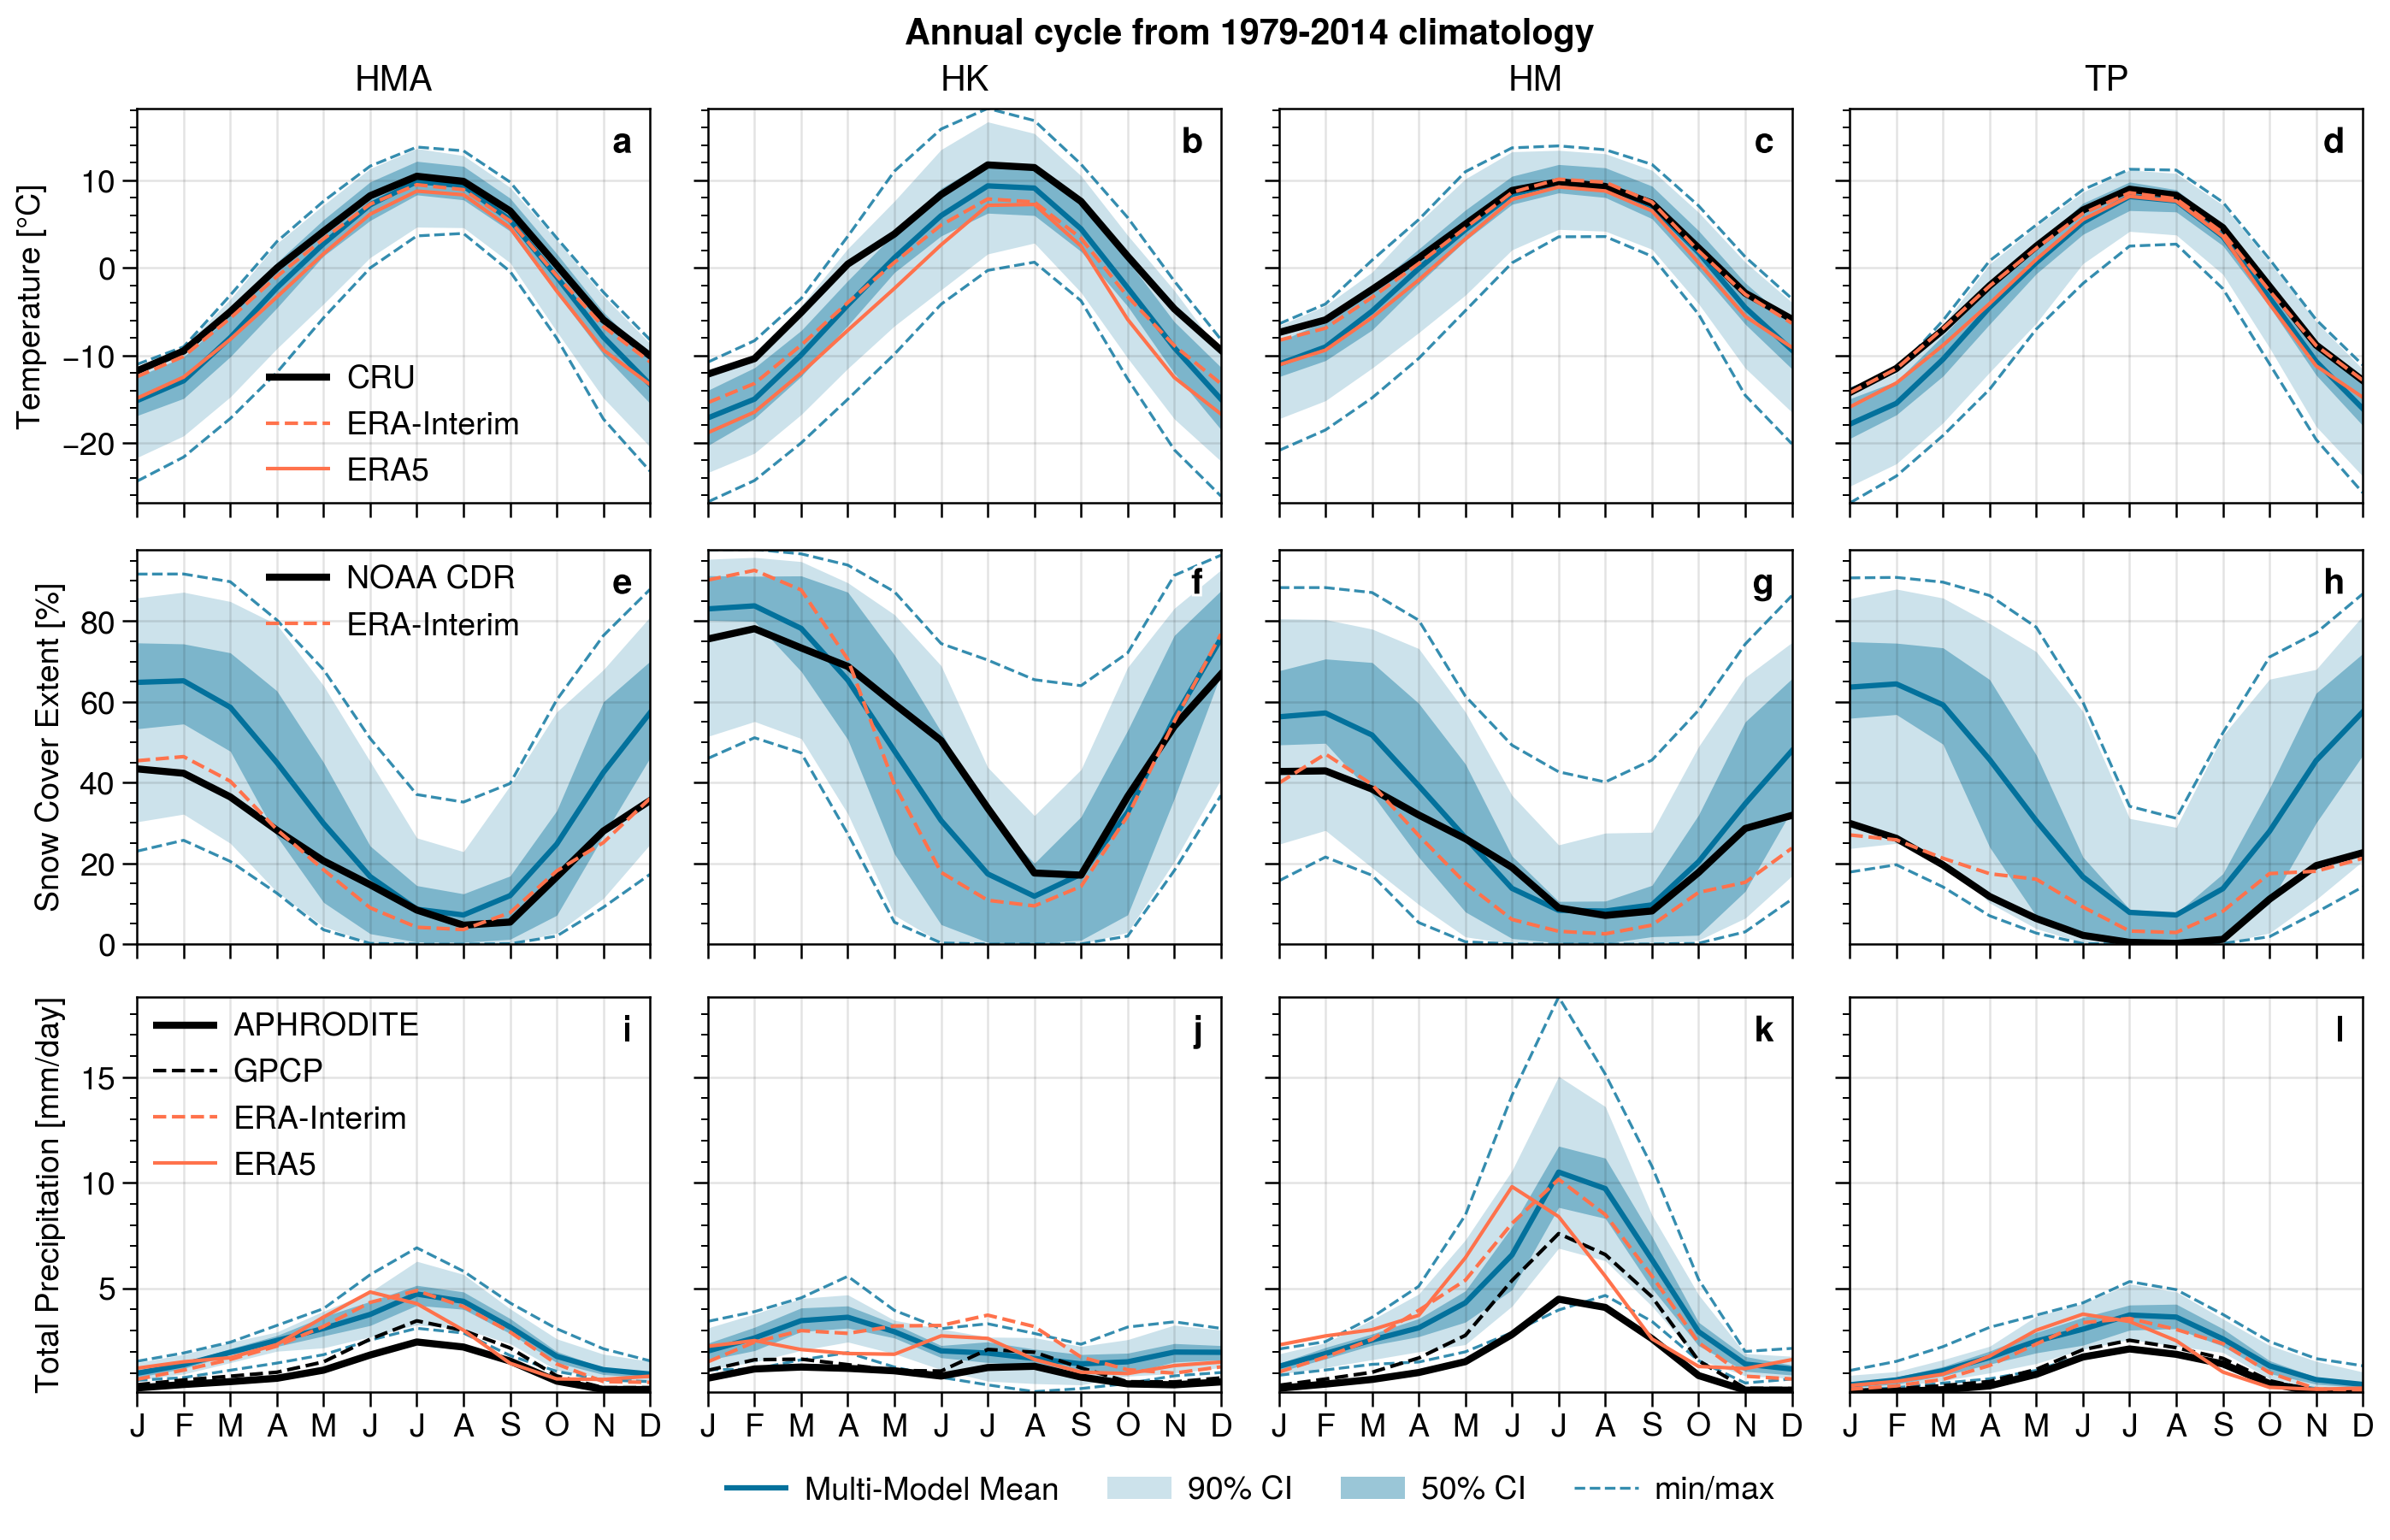 Annual cycle from 1979-2014 climatology
HMA HK HM TP
Temperature [°C]
10
0
−10
−20
a
b
c
d
CRU
ERA-Interim
ERA5
Snow Cover Extent [%]
80
60
40
20
0
NOAA CDR
ERA-Interim
e
f
g
h
Total Precipitation [mm/day]
15
10
5
APHRODITE
GPCP
ERA-Interim
ERA5
i
j
k
l
J F M A M J J A S O N D
J F M A M J J A S O N D
J F M A M J J A S O N D
J F M A M J J A S O N D
Multi-Model Mean 90% CI 50% CI min/max